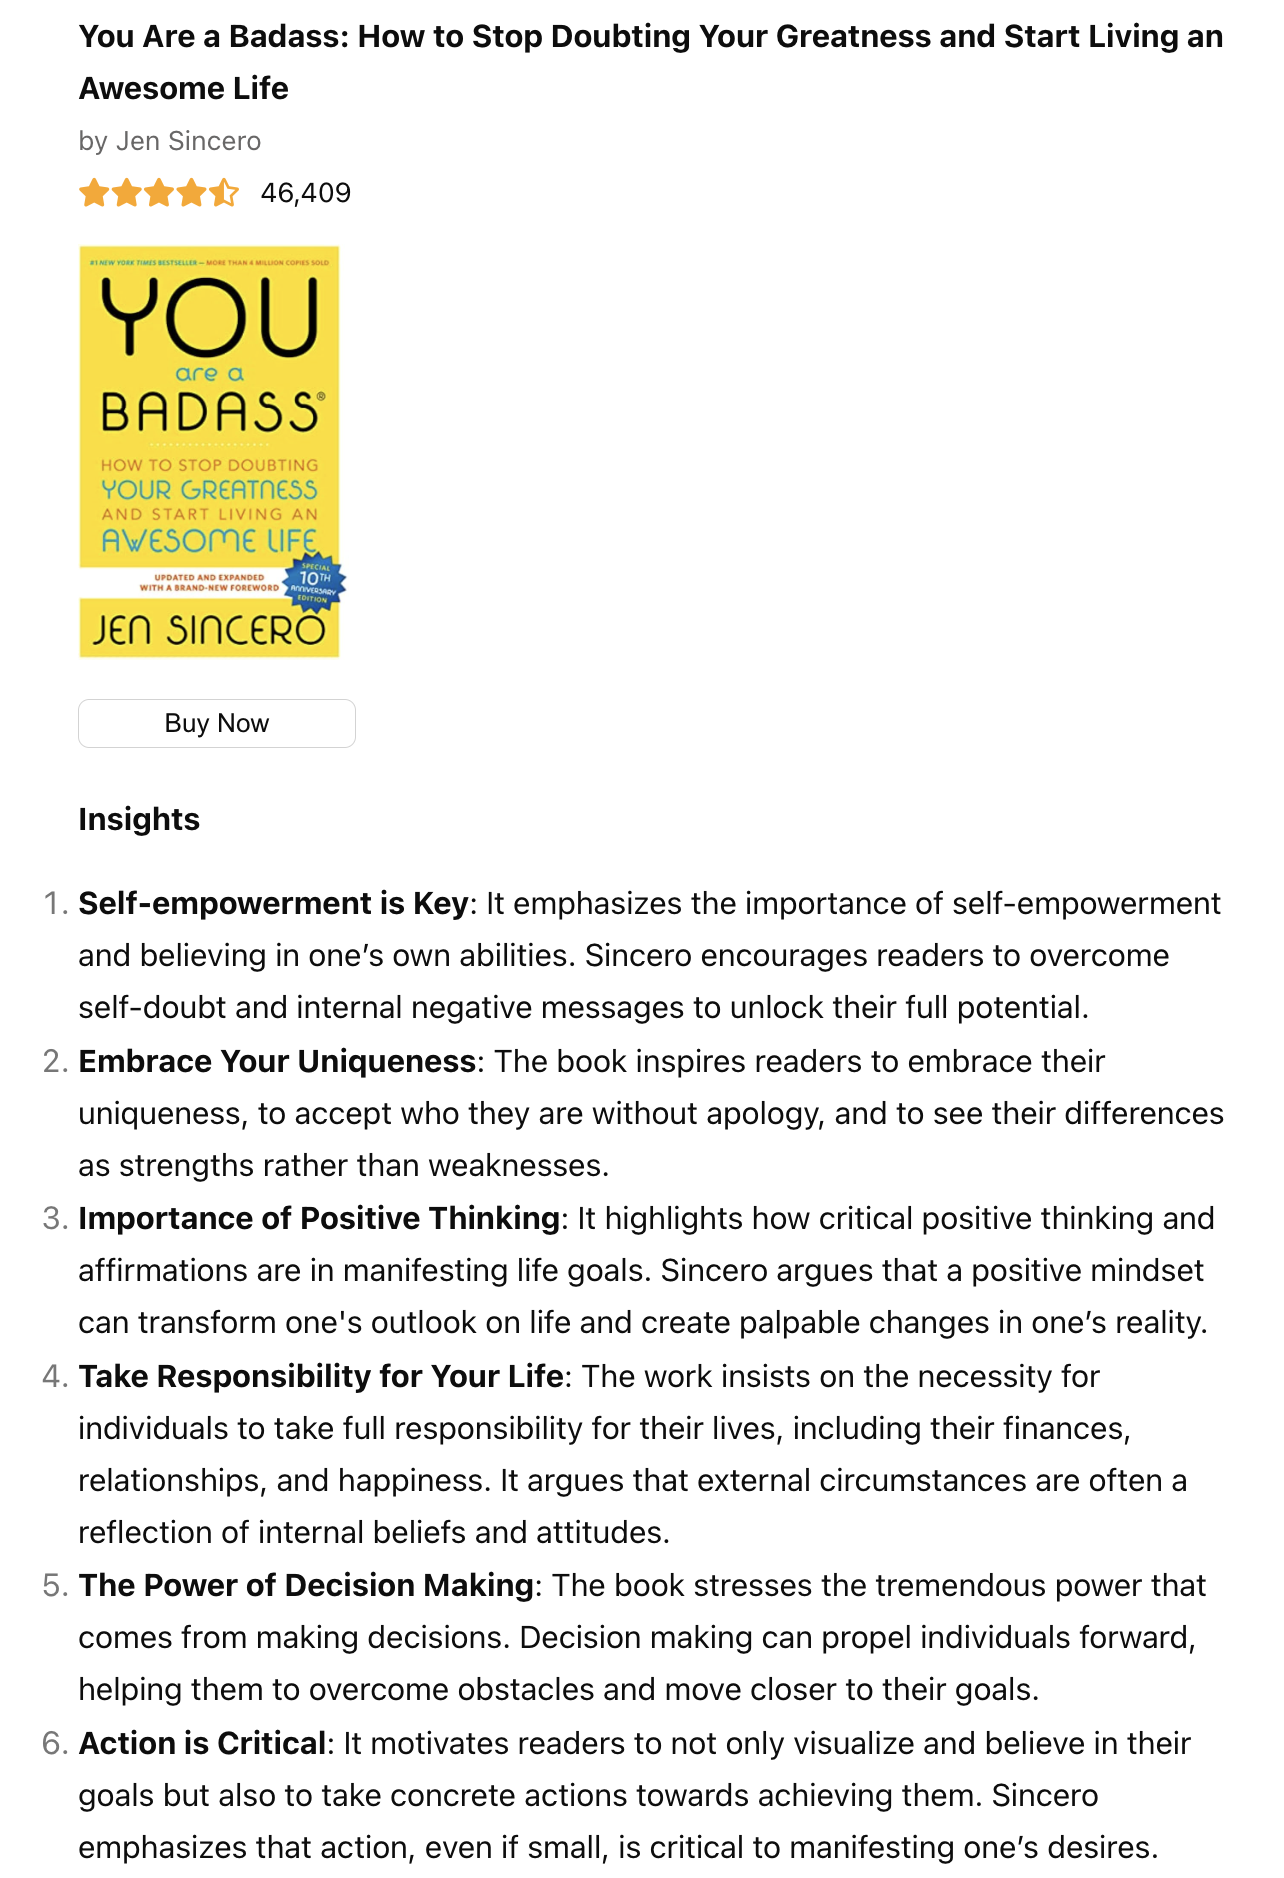 You Are a Badass: How to Stop Doubting Your Greatness and Start Living an
Awesome Life
by Jen Sincero
46,409
#1 NEW YORK TIMES BESTSELLER — MORE THAN 4 MILLION COPIES SOLD
YOU
are a
BADASS®
HOW TO STOP DOUBTING
YOUR GREATNESS
AND START LIVING AN
AWESOME LIFE
UPDATED AND EXPANDED
WITH A BRAND-NEW FOREWORD
SPECIAL
10TH
ANNIVERSARY
EDITION
JEN SINCERO
Buy Now
Insights
1. Self-empowerment is Key: It emphasizes the importance of self-empowerment
and believing in one’s own abilities. Sincero encourages readers to overcome
self-doubt and internal negative messages to unlock their full potential.
2. Embrace Your Uniqueness: The book inspires readers to embrace their
uniqueness, to accept who they are without apology, and to see their differences
as strengths rather than weaknesses.
3. Importance of Positive Thinking: It highlights how critical positive thinking and
affirmations are in manifesting life goals. Sincero argues that a positive mindset
can transform one's outlook on life and create palpable changes in one’s reality.
4. Take Responsibility for Your Life: The work insists on the necessity for
individuals to take full responsibility for their lives, including their finances,
relationships, and happiness. It argues that external circumstances are often a
reflection of internal beliefs and attitudes.
5. The Power of Decision Making: The book stresses the tremendous power that
comes from making decisions. Decision making can propel individuals forward,
helping them to overcome obstacles and move closer to their goals.
6. Action is Critical: It motivates readers to not only visualize and believe in their
goals but also to take concrete actions towards achieving them. Sincero
emphasizes that action, even if small, is critical to manifesting one’s desires.